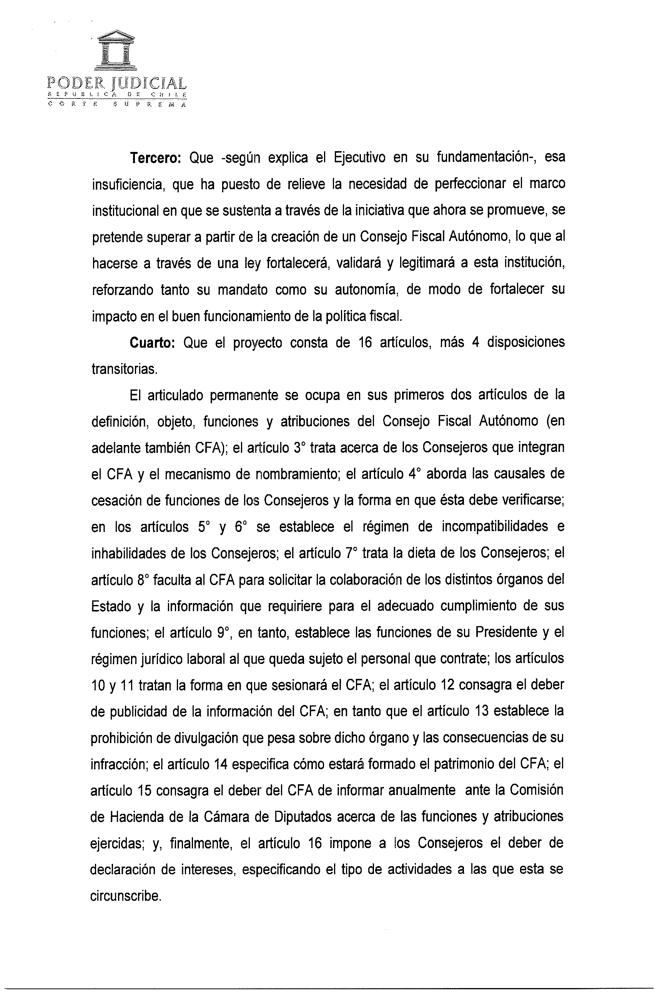 PODER JUDICIAL
REPUBLICA DE CHILE
CORTE SUPREMA
Tercero: Que -según explica el Ejecutivo en su fundamentación-, esa
insuficiencia, que ha puesto de relieve la necesidad de perfeccionar el marco
institucional en que se sustenta a través de la iniciativa que ahora se promueve, se
pretende superar a partir de la creación de un Consejo Fiscal Autónomo, lo que al
hacerse a través de una ley fortalecerá, validará y legitimará a esta institución,
reforzando tanto su mandato como su autonomía, de modo de fortalecer su
impacto en el buen funcionamiento de la política fiscal.
Cuarto: Que el proyecto consta de 16 artículos, más 4 disposiciones
transitorias.
El articulado permanente se ocupa en sus primeros dos artículos de la
definición, objeto, funciones y atribuciones del Consejo Fiscal Autónomo (en
adelante también CFA); el artículo 3° trata acerca de los Consejeros que integran
el CFA y el mecanismo de nombramiento; el artículo 4° aborda las causales de
cesación de funciones de los Consejeros y la forma en que ésta debe verificarse;
en los artículos 5° y 6° se establece el régimen de incompatibilidades e
inhabilidades de los Consejeros; el artículo 7° trata la dieta de los Consejeros; el
artículo 8° faculta al CFA para solicitar la colaboración de los distintos órganos del
Estado y la información que requiriere para el adecuado cumplimiento de sus
funciones; el artículo 9°, en tanto, establece las funciones de su Presidente y el
régimen jurídico laboral al que queda sujeto el personal que contrate; los artículos
10 y 11 tratan la forma en que sesionará el CFA; el artículo 12 consagra el deber
de publicidad de la información del CFA; en tanto que el artículo 13 establece la
prohibición de divulgación que pesa sobre dicho órgano y las consecuencias de su
infracción; el artículo 14 especifica cómo estará formado el patrimonio del CFA; el
artículo 15 consagra el deber del CFA de informar anualmente ante la Comisión
de Hacienda de la Cámara de Diputados acerca de las funciones y atribuciones
ejercidas; y, finalmente, el artículo 16 impone a los Consejeros el deber de
declaración de intereses, especificando el tipo de actividades a las que esta se
circunscribe.